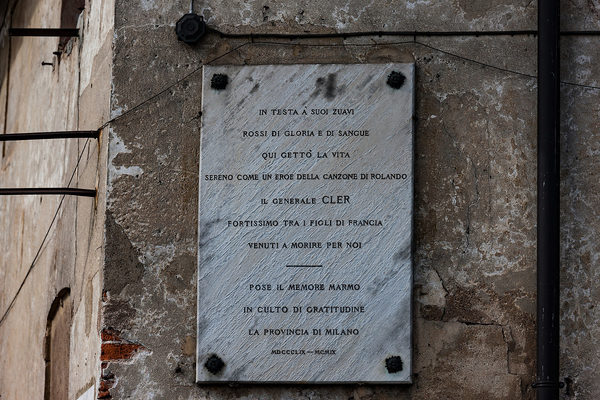 IN TESTA A' SUOI ZUAVI
ROSSI DI GLORIA E DI SANGUE
QUI GETTÒ LA VITA
SERENO COME UN EROE DELLA CANZONE DI ROLANDO
IL GENERALE CLER
FORTISSIMO TRA I FIGLI DI FRANCIA
VENUTI A MORIRE PER NOI
POSE IL MEMORE MARMO
IN CULTO DI GRATITUDINE
LA PROVINCIA DI MILANO
MDCCCLIX — MCMIX